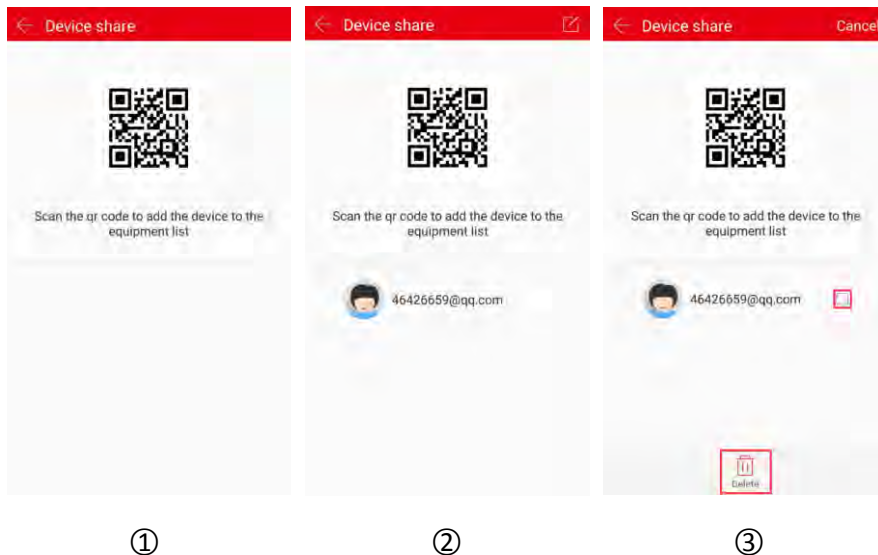 Device share
Scan the qr code to add the device to the
equipment list
①
Device share
Scan the qr code to add the device to the
equipment list
46426659@qq.com
②
Device share
Cancel
Scan the qr code to add the device to the
equipment list
46426659@qq.com
Delete
③